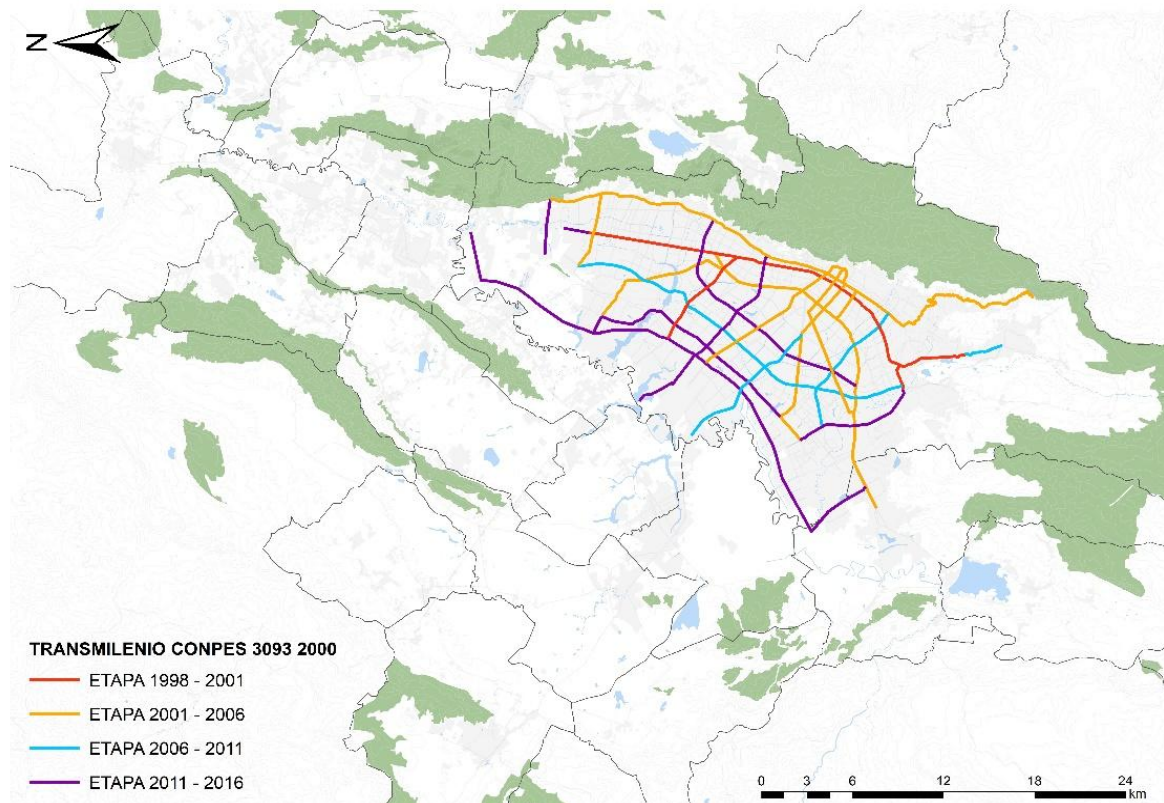 N
TRANSMILENIO CONPES 3093 2000
ETAPA 1998 - 2001
ETAPA 2001 - 2006
ETAPA 2006 - 2011
ETAPA 2011 - 2016
0 3 6 12 18 24
km